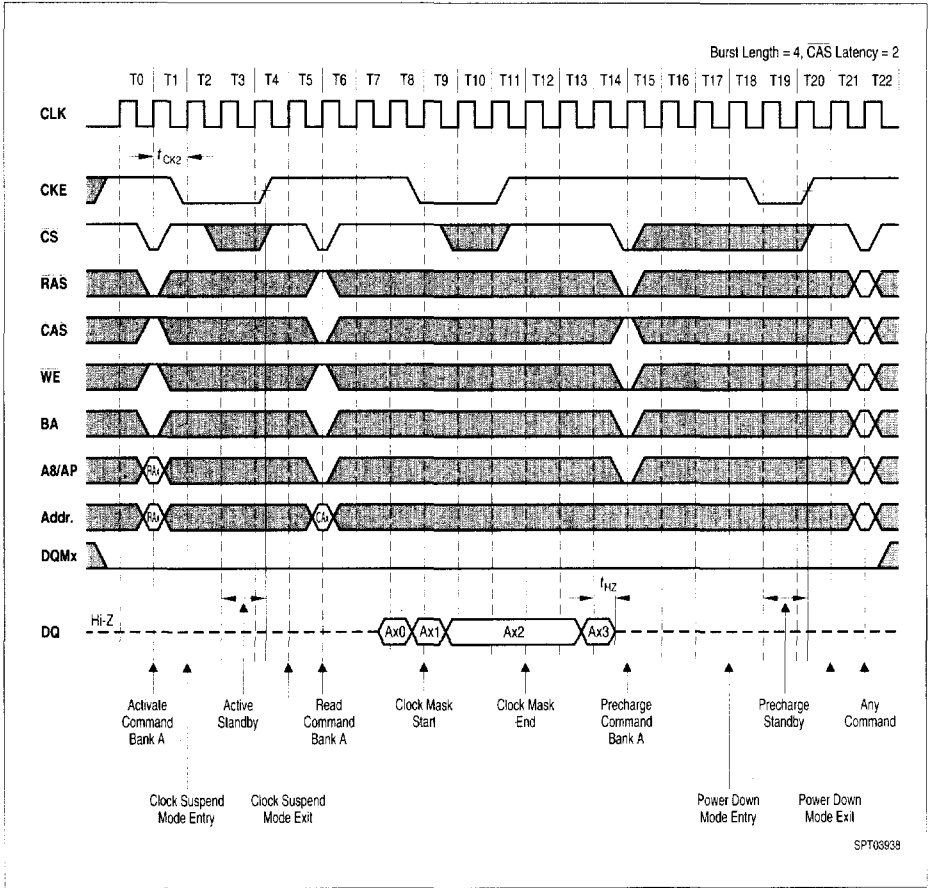 Burst Length = 4, CAS Latency = 2
T0 T1 T2 T3 T4 T5 T6 T7 T8 T9 T10 T11 T12 T13 T14 T15 T16 T17 T18 T19 T20 T21 T22
CLK
tCK2
CKE
CS
RAS
CAS
WE
BA
A8/AP RAx
Addr. RAx CAx
DQMx
tHZ
DQ Hi-Z Ax0 Ax1 Ax2 Ax3
Activate Command Bank A
Active Standby
Read Command Bank A
Clock Mask Start
Clock Mask End
Precharge Command Bank A
Precharge Standby
Any Command
Clock Suspend Mode Entry
Clock Suspend Mode Exit
Power Down Mode Entry
Power Down Mode Exit
SPT03938